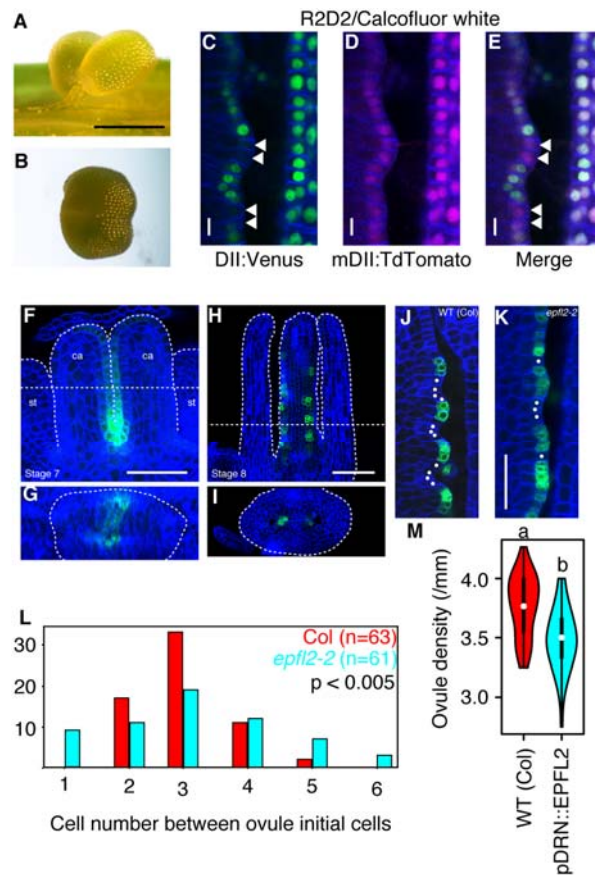 R2D2/Calcofluor white
A
B
C
D
E
DII:Venus
mDII:TdTomato
Merge
F
ca
ca
st
st
Stage 7
G
H
Stage 8
I
J
WT (Col)
K
epfl2-2
L
30
20
10
Col (n=63)
epfl2-2 (n=61)
p < 0.005
1
2
3
4
5
6
Cell number between ovule initial cells
M
a
b
4.0
3.5
3.0
Ovule density (/mm)
WT (Col)
pDRN::EPFL2